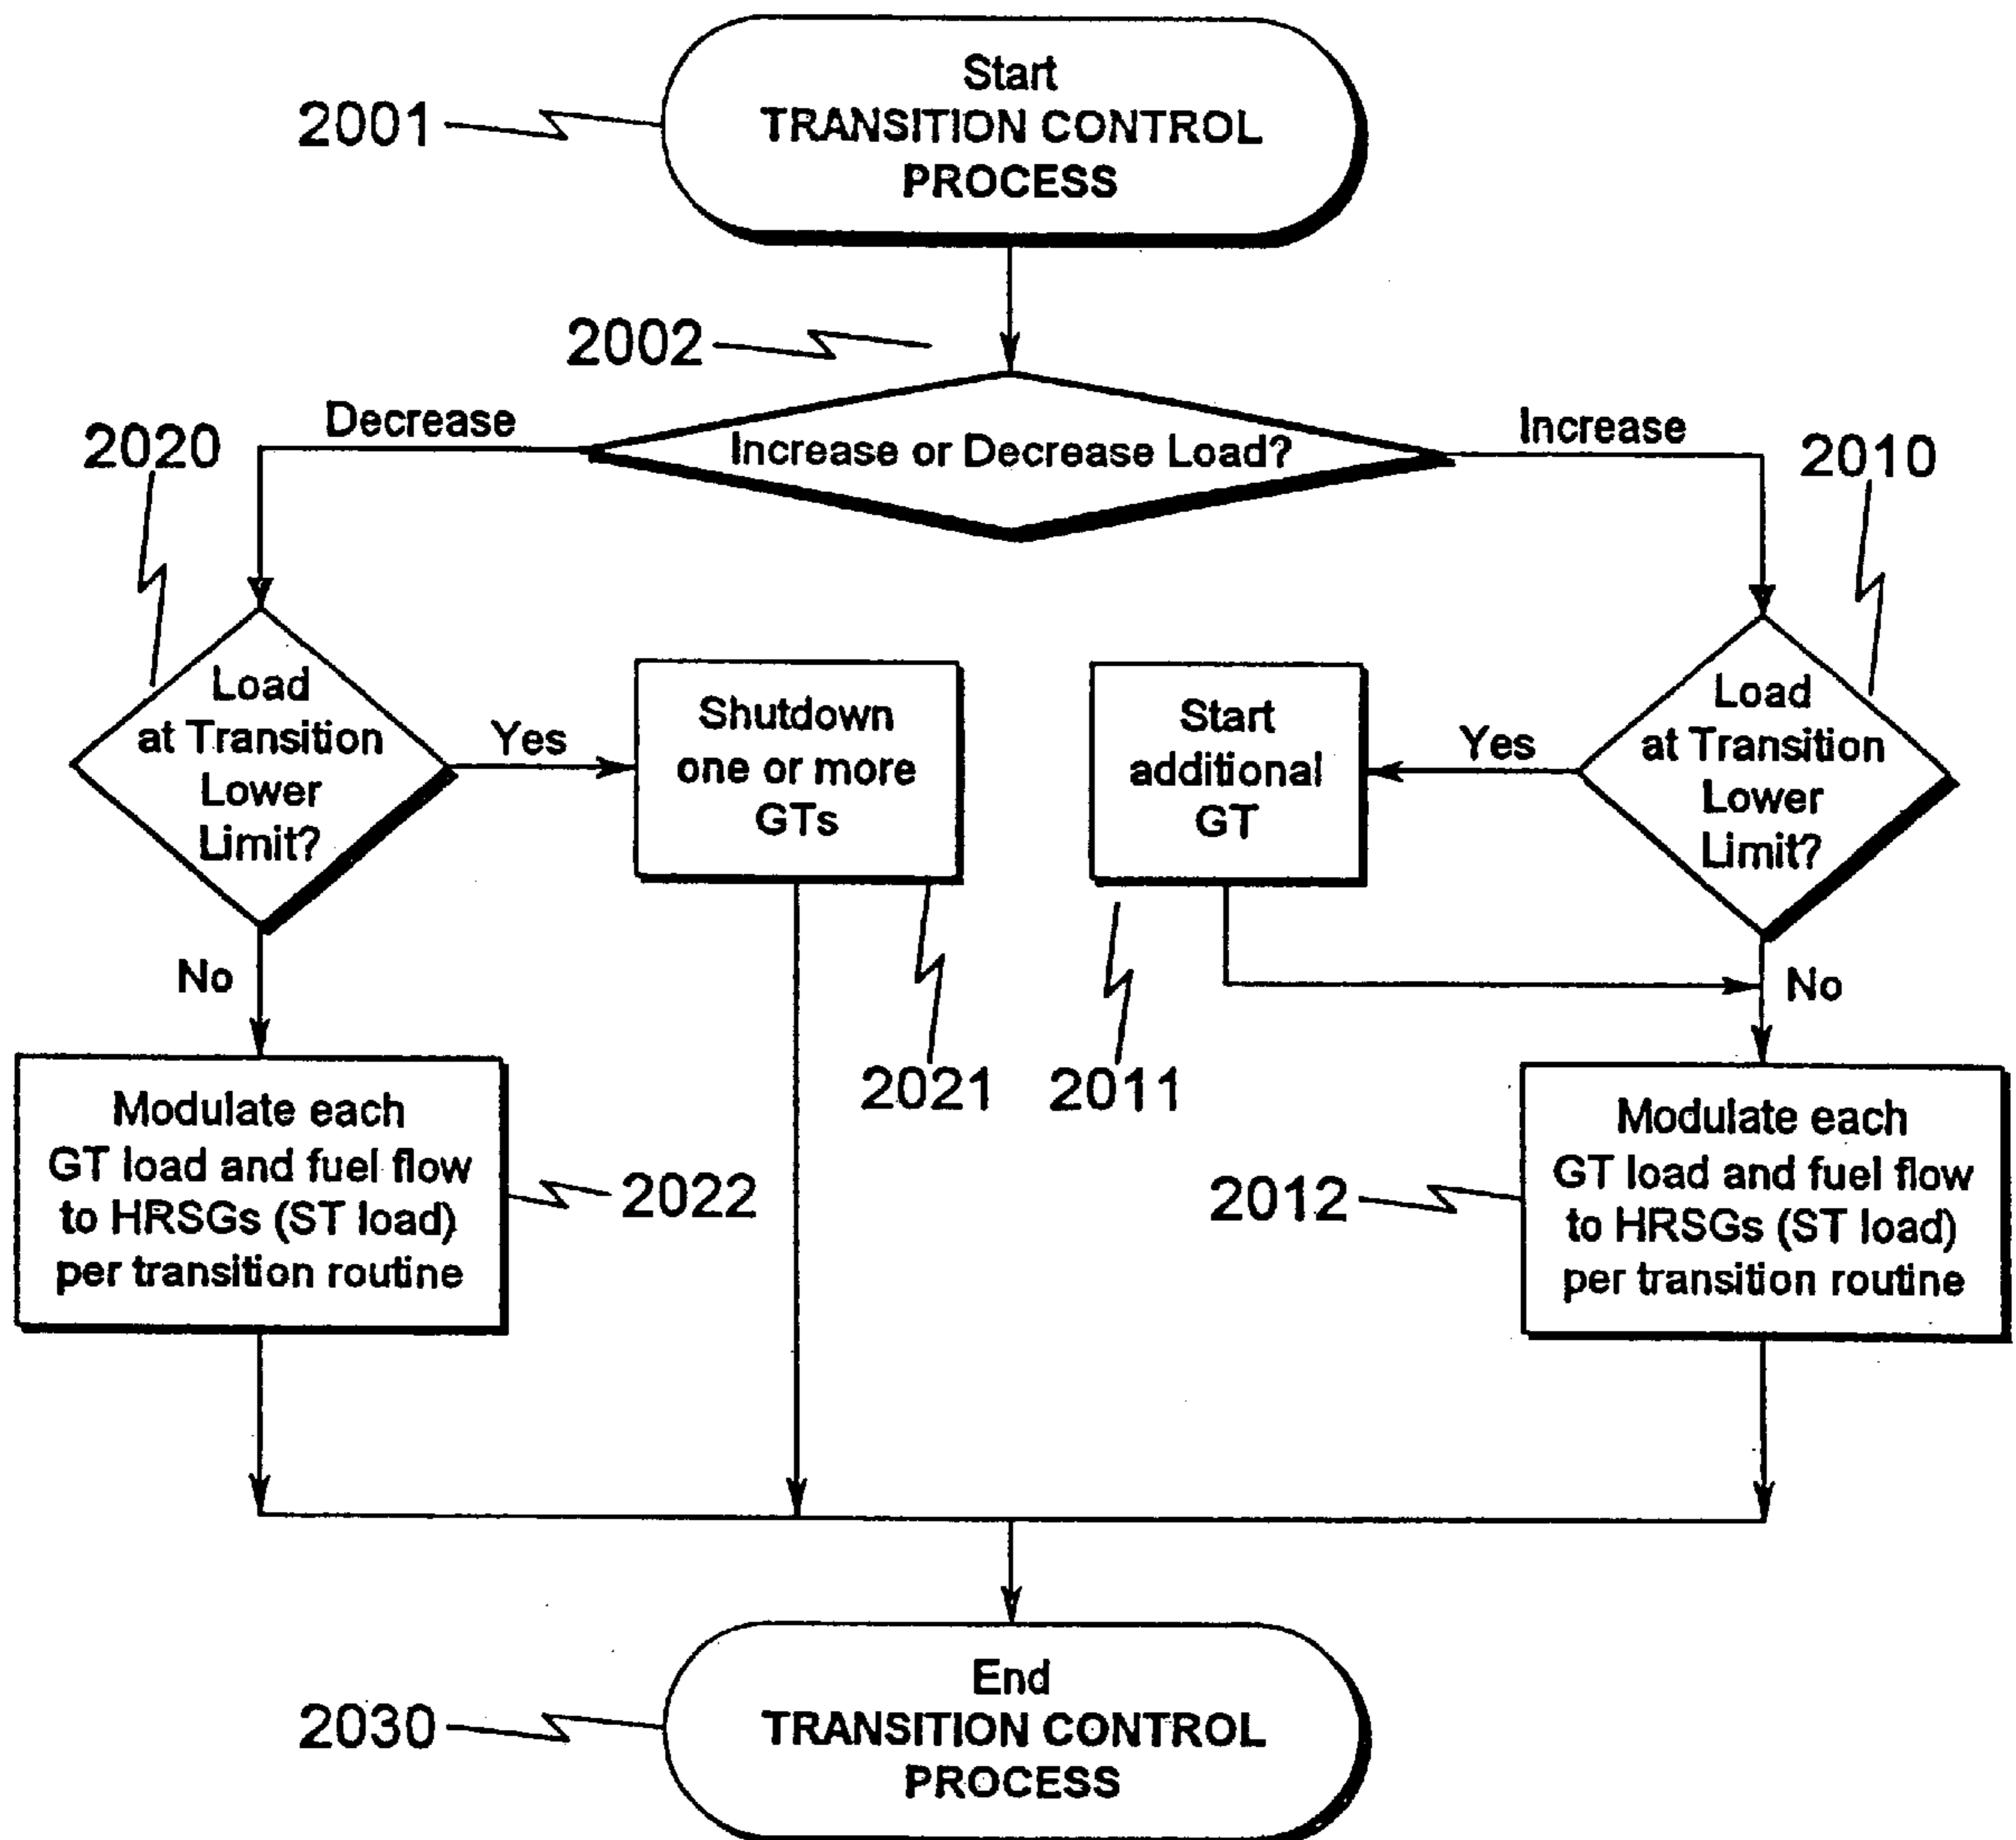 Start
TRANSITION CONTROL
PROCESS
2001
2002
Decrease
Increase or Decrease Load?
Increase
2020
2010
Load
at Transition
Lower
Limit?
Yes
Shutdown
one or more
GTs
Start
additional
GT
Yes
Load
at Transition
Lower
Limit?
No
No
2021
2011
Modulate each
GT load and fuel flow
to HRSGs (ST load)
per transition routine
2022
2012
Modulate each
GT load and fuel flow
to HRSGs (ST load)
per transition routine
End
TRANSITION CONTROL
PROCESS
2030